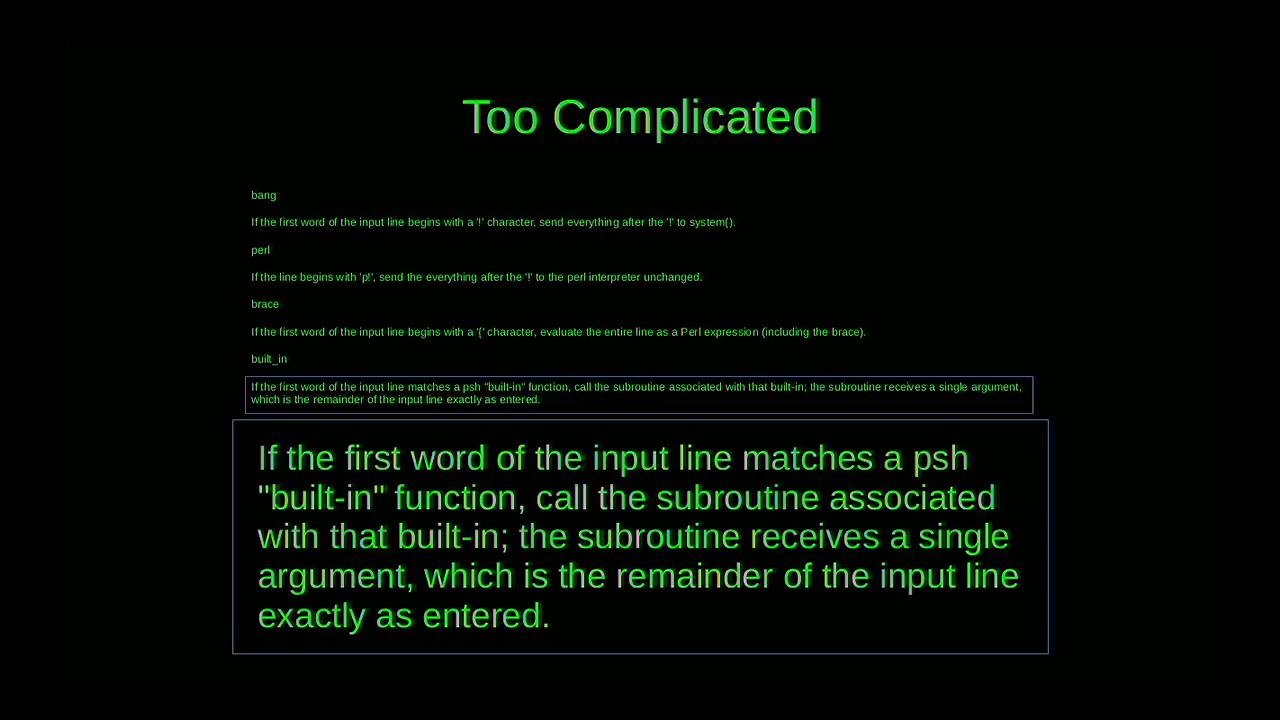 Too Complicated
bang
If the first word of the input line begins with a '!' character, send everything after the '!' to system().
perl
If the line begins with 'p!', send the everything after the '!' to the perl interpreter unchanged.
brace
If the first word of the input line begins with a '{' character, evaluate the entire line as a Perl expression (including the brace).
built_in
If the first word of the input line matches a psh "built-in" function, call the subroutine associated with that built-in; the subroutine receives a single argument,
which is the remainder of the input line exactly as entered.
If the first word of the input line matches a psh
"built-in" function, call the subroutine associated
with that built-in; the subroutine receives a single
argument, which is the remainder of the input line
exactly as entered.